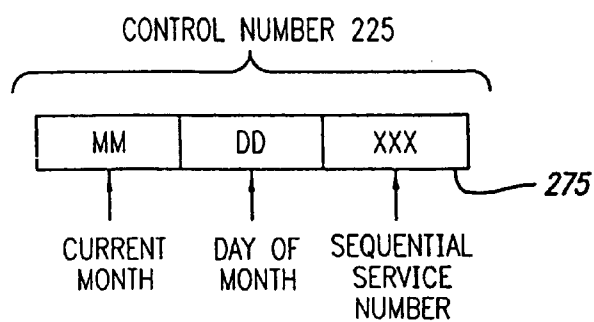 CONTROL NUMBER 225
MM DD XXX
275
CURRENT MONTH
DAY OF MONTH
SEQUENTIAL SERVICE NUMBER